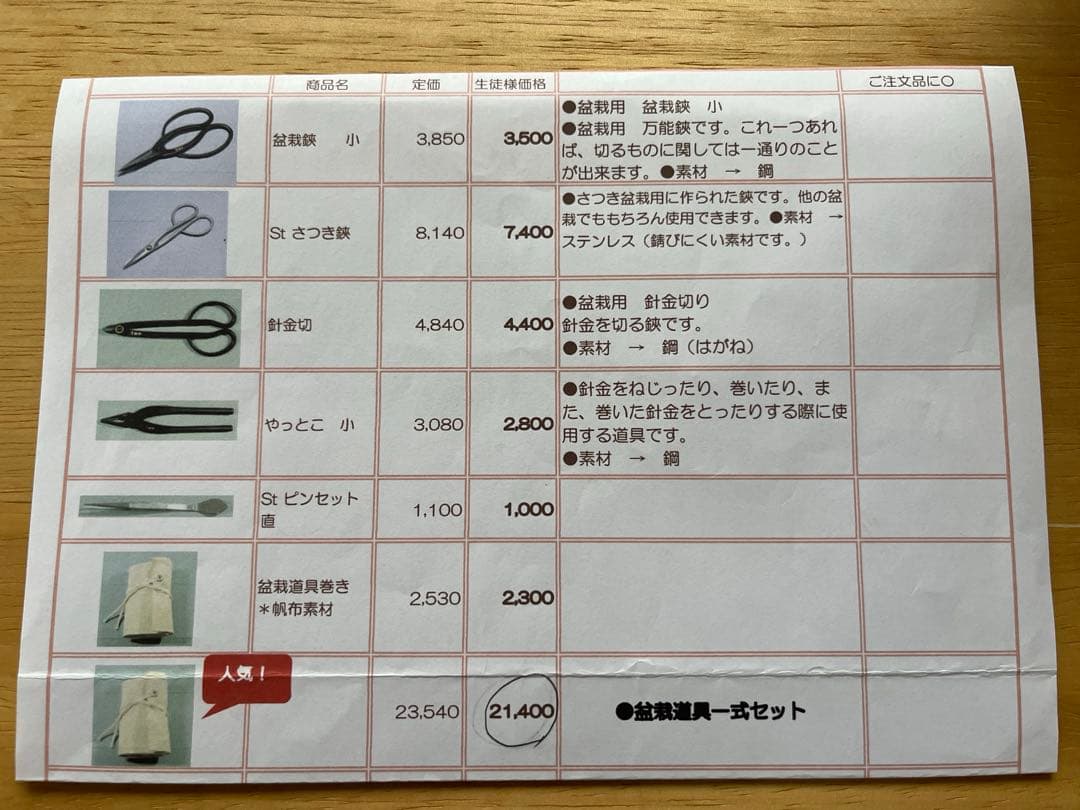 商品名 定価 生徒様価格 ご注文品に〇
盆栽鋏 小 3,850 3,500
●盆栽用 盆栽鋏 小
●盆栽用 万能鋏です。これ一つあれ
ば、切るものに関しては一通りのこと
が出来ます。●素材 → 鋼
St さつき鋏 8,140 7,400
●さつき盆栽用に作られた鋏です。他の盆
栽でももちろん使用できます。●素材 →
ステンレス（錆びにくい素材です。）
針金切 4,840 4,400
●盆栽用 針金切り
針金を切る鋏です。
●素材 → 鋼（はがね）
やっとこ 小 3,080 2,800
●針金をねじったり、巻いたり、ま
た、巻いた針金をとったりする際に使
用する道具です。
●素材 → 鋼
St ピンセット
直
1,100 1,000
盆栽道具巻き
＊帆布素材
2,530 2,300
人気！
23,540 21,400 ●盆栽道具一式セット